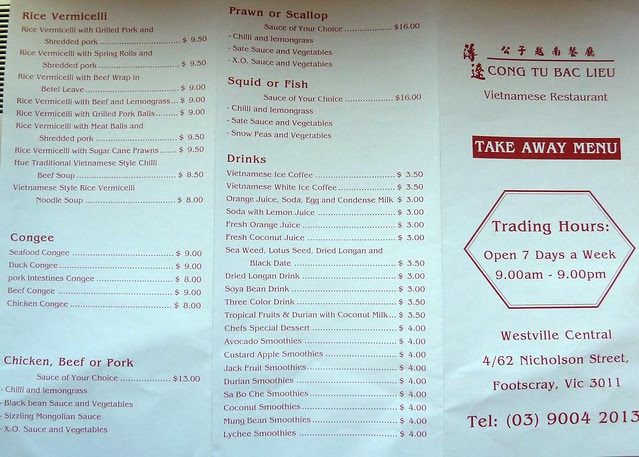 Rice Vermicelli
Rice Vermicelli with Grilled Pork and
Shredded pork ........................ $ 9.50
Rice Vermicelli with Spring Rolls and
Shredded pork ........................ $ 9.50
Rice Vermicelli with Beef Wrap in
Betel Leave ........................... $ 9.00
Rice Vermicelli with Beef and Lemongrass... $ 9.00
Rice Vermicelli with Grilled Pork Balls....... $ 9.00
Rice Vermicelli with Meat Balls and
Shredded pork ........................ $ 9.50
Rice Vermicelli with Sugar Cane Prawns...... $ 9.50
Hue Traditional Vietnamese Style Chilli
Beef Soup ............................. $ 8.50
Vietnamese Style Rice Vermicelli
Noodle Soup ........................... $ 8.00
Congee
Seafood Congee ........................ $ 9.00
Duck Congee ........................... $ 9.00
pork Intestines Congee ................ $ 8.00
Beef Congee ........................... $ 9.00
Chicken Congee ........................ $ 8.00
Chicken, Beef or Pork
Sauce of Your Choice .................. $13.00
- Chilli and lemongrass
- Black bean Sauce and Vegetables
- Sizzling Mongolian Sauce
- X.O. Sauce and Vegetables
Prawn or Scallop
Sauce of Your Choice .................. $16.00
- Chilli and lemongrass
- Sate Sauce and Vegetables
- X.O. Sauce and Vegetables
Squid or Fish
Sauce of Your Choice .................. $16.00
- Chilli and lemongrass
- Sate Sauce and Vegetables
- Snow Peas and Vegetables
Drinks
Vietnamese Ice Coffee ................. $ 3.50
Vietnamese White Ice Coffee ........... $ 3.50
Orange Juice, Soda, Egg and Condense Milk $ 3.00
Soda with Lemon Juice ................. $ 3.00
Fresh Orange Juice .................... $ 3.00
Fresh Coconut Juice ................... $ 3.00
Sea Weed, Lotus Seed, Dried Longan and
Black Date ............................ $ 3.50
Dried Longan Drink .................... $ 3.00
Soya Bean Drink ....................... $ 3.00
Three Color Drink ..................... $ 3.50
Tropical Fruits & Durian with Coconut Milk... $ 3.50
Chefs Special Dessert ................. $ 4.00
Avocado Smoothies ..................... $ 4.00
Custard Apple Smoothies ............... $ 4.00
Jack Fruit Smoothies .................. $ 4.00
Durian Smoothies ...................... $ 4.00
Sa Bo Che Smoothies ................... $ 4.00
Coconut Smoothies ..................... $ 4.00
Mung Bean Smoothies ................... $ 4.00
Lychee Smoothies ...................... $ 4.00
薄遼
公子越南餐廳
CONG TU BAC LIEU
Vietnamese Restaurant
TAKE AWAY MENU
Trading Hours:
Open 7 Days a Week
9.00am - 9.00pm
Westville Central
4/62 Nicholson Street,
Footscray, Vic 3011
Tel: (03) 9004 2013